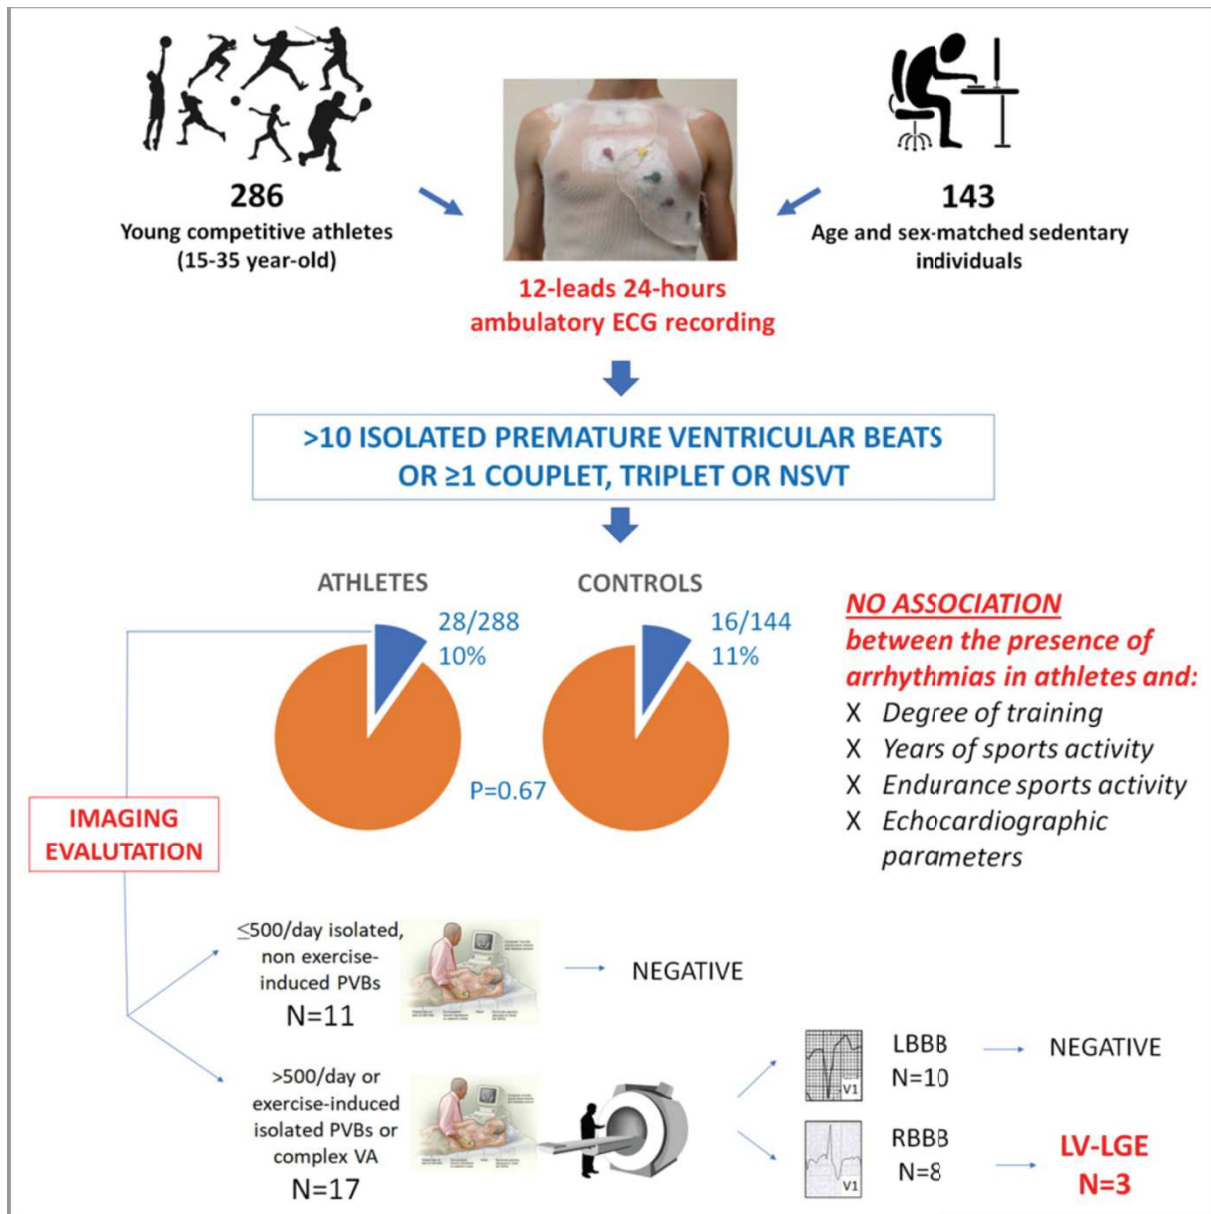 286
Young competitive athletes
(15-35 year-old)
143
Age and sex-matched sedentary
individuals
12-leads 24-hours
ambulatory ECG recording
>10 ISOLATED PREMATURE VENTRICULAR BEATS
OR ≥1 COUPLET, TRIPLET OR NSVT
ATHLETES
28/288
10%
CONTROLS
16/144
11%
P=0.67
NO ASSOCIATION
between the presence of
arrhythmias in athletes and:
X Degree of training
X Years of sports activity
X Endurance sports activity
X Echocardiographic
parameters
IMAGING
EVALUTATION
≤500/day isolated,
non exercise-
induced PVBs
N=11
NEGATIVE
>500/day or
exercise-induced
isolated PVBs or
complex VA
N=17
V1
LBBB
N=10
NEGATIVE
V1
RBBB
N=8
LV-LGE
N=3